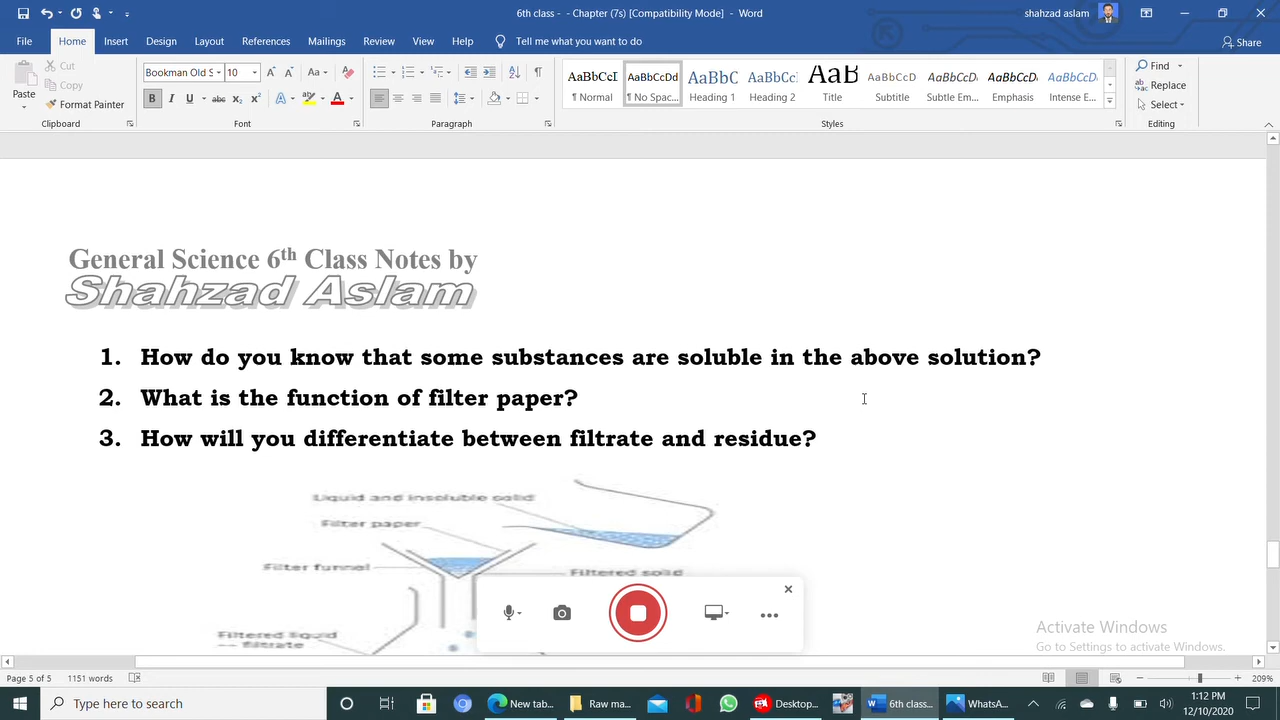 6th class - - Chapter (7s) [Compatibility Mode] - Word
shahzad aslam
File Home Insert Design Layout References Mailings Review View Help Tell me what you want to do
Share
Paste
Cut
Copy
Format Painter
Clipboard
Bookman Old S 10
Font
Paragraph
AaBbCcI
¶ Normal
AaBbCcDd
¶ No Spac...
AaBbC
Heading 1
AaBbCc
Heading 2
AaB
Title
AaBbCcD
Subtitle
AaBbCcD
Subtle Em...
AaBbCcD
Emphasis
AaBbCcD
Intense E...
Styles
Find
Replace
Select
Editing
General Science 6th Class Notes by
Shahzad Aslam
1. How do you know that some substances are soluble in the above solution?
2. What is the function of filter paper?
3. How will you differentiate between filtrate and residue?
Liquid and insoluble solid
Filter paper
Filter funnel
Filtered solid
Filtered liquid
— filtrate
Activate Windows
Go to Settings to activate Windows.
Page 5 of 5 1151 words
209%
Type here to search
New tab...
Raw ma...
Desktop...
6th class...
WhatsA...
1:12 PM
12/10/2020